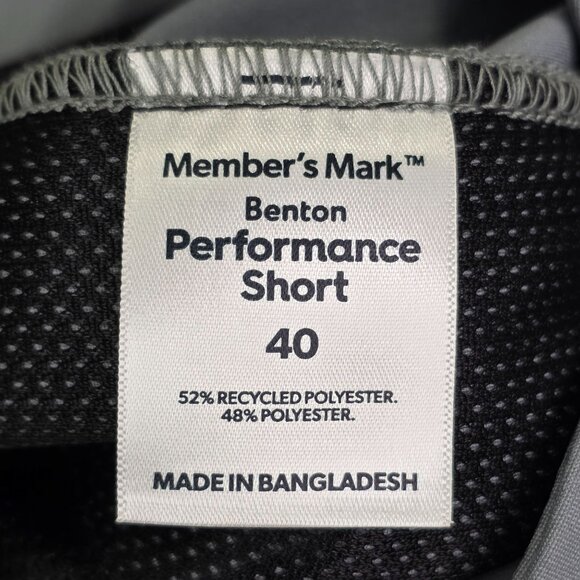 Member's Mark™
Benton
Performance
Short
40
52% RECYCLED POLYESTER.
48% POLYESTER.
MADE IN BANGLADESH